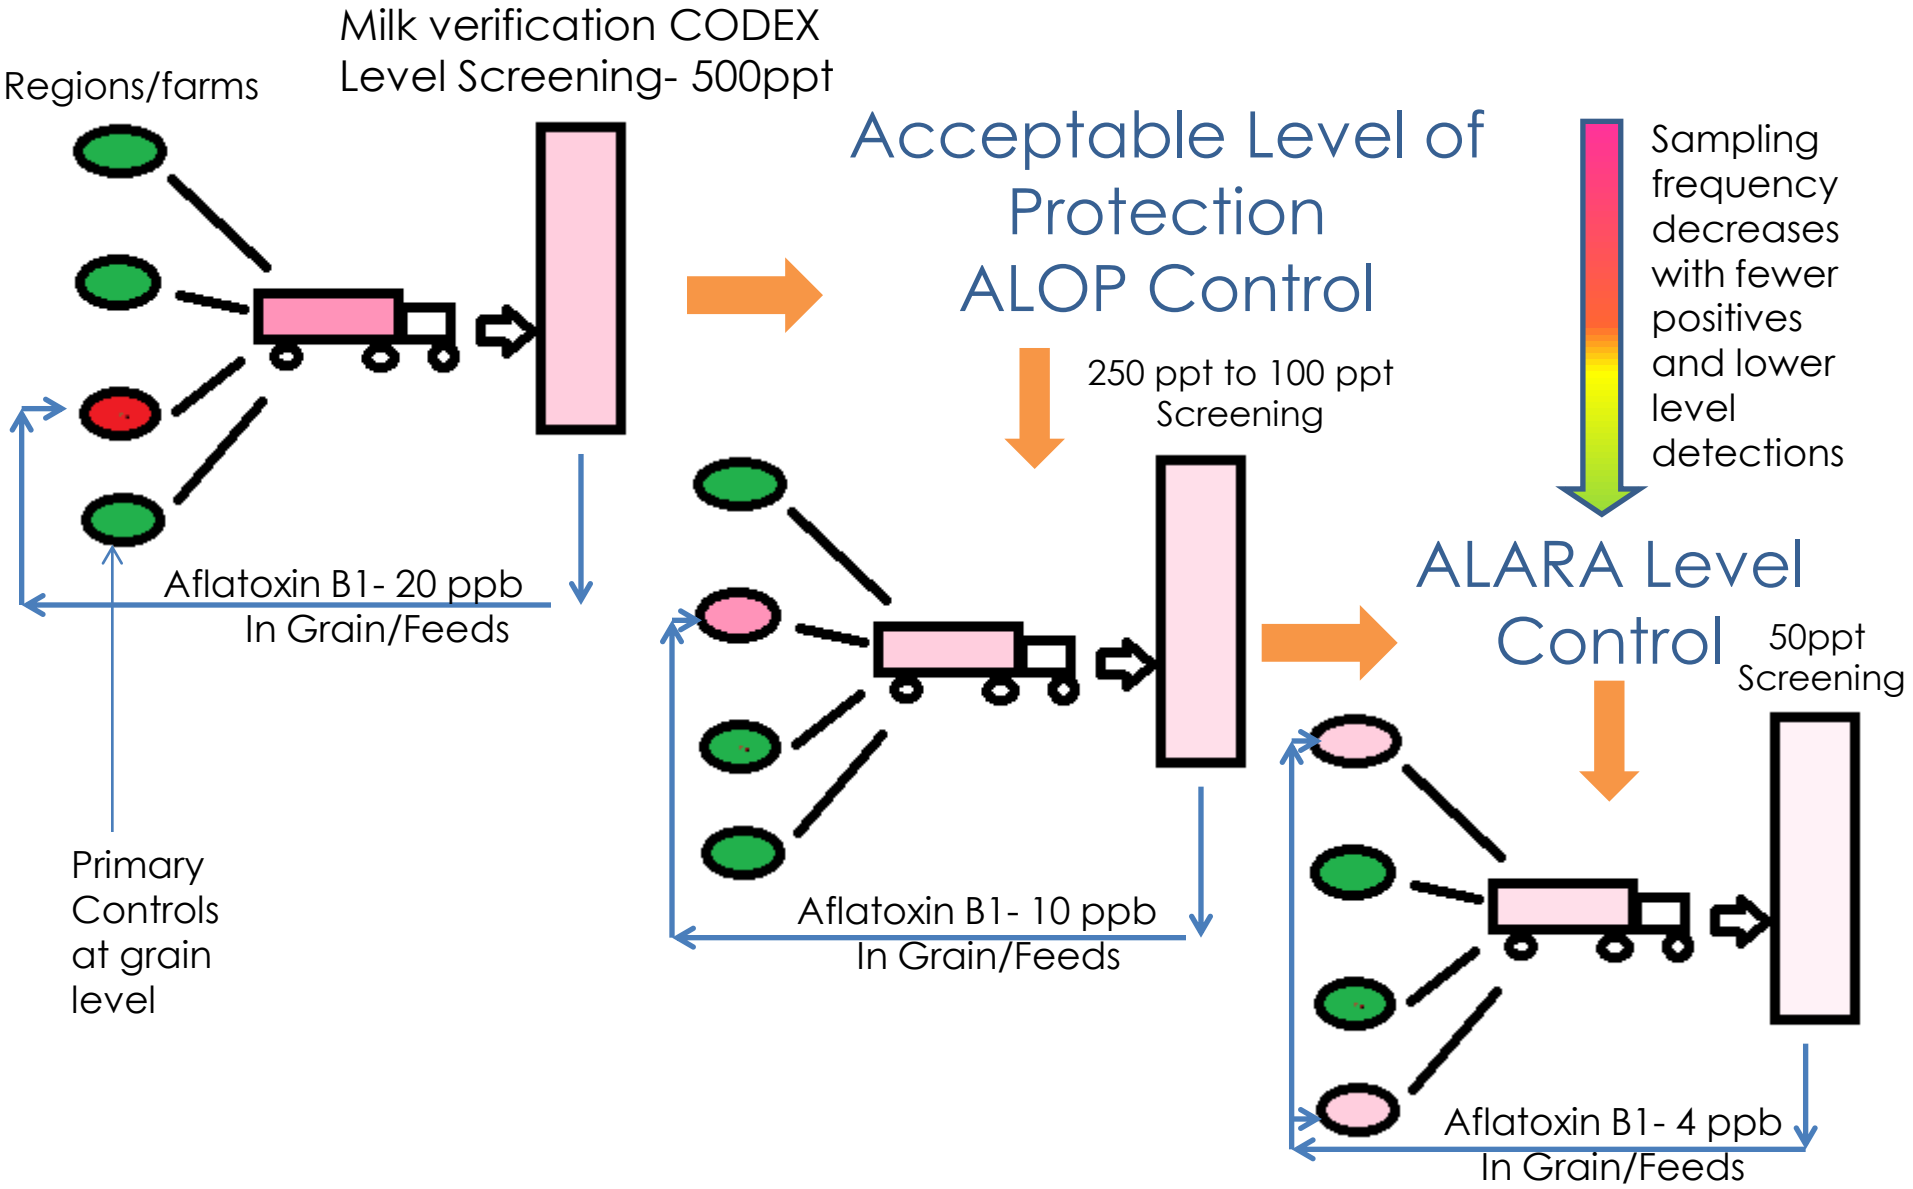 Milk verification CODEX
Level Screening- 500ppt
Regions/farms
Acceptable Level of
Protection
ALOP Control
Sampling
frequency
decreases
with fewer
positives
and lower
level
detections
250 ppt to 100 ppt
Screening
Aflatoxin B1- 20 ppb
In Grain/Feeds
ALARA Level
Control
50ppt
Screening
Primary
Controls
at grain
level
Aflatoxin B1- 10 ppb
In Grain/Feeds
Aflatoxin B1- 4 ppb
In Grain/Feeds